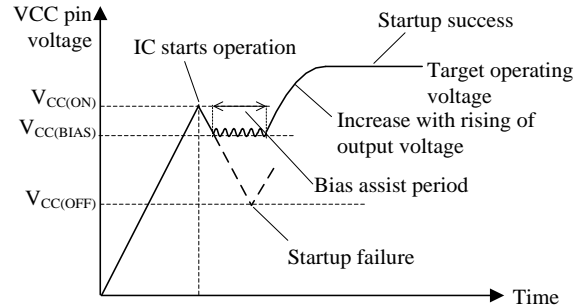 VCC pin
voltage
Startup success
IC starts operation
Target operating
voltage
VCC(ON)
Increase with rising of
output voltage
VCC(BIAS)
Bias assist period
VCC(OFF)
Startup failure
Time